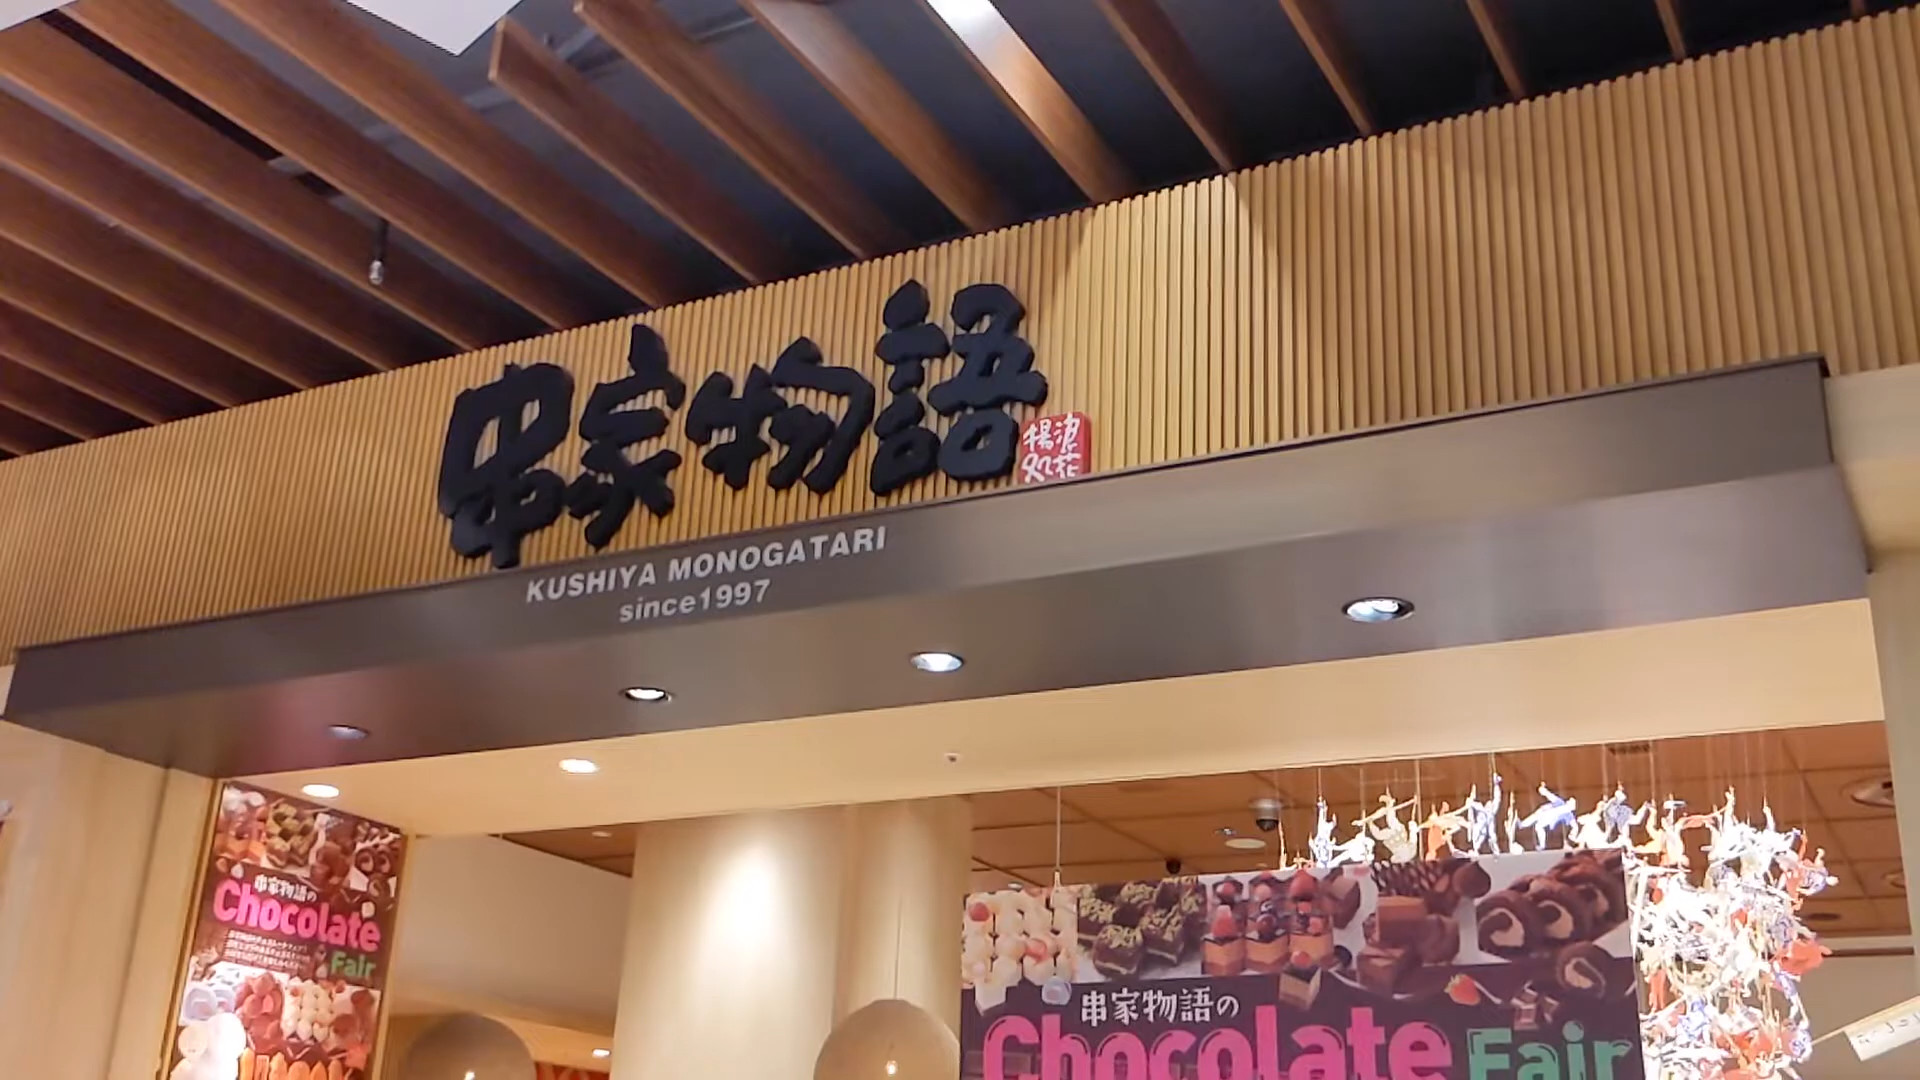 串家物語
浪花
揚処
KUSHIYA MONOGATARI
since1997
串家物語の
Chocolate
Fair
串家物語の
Chocolate Fair